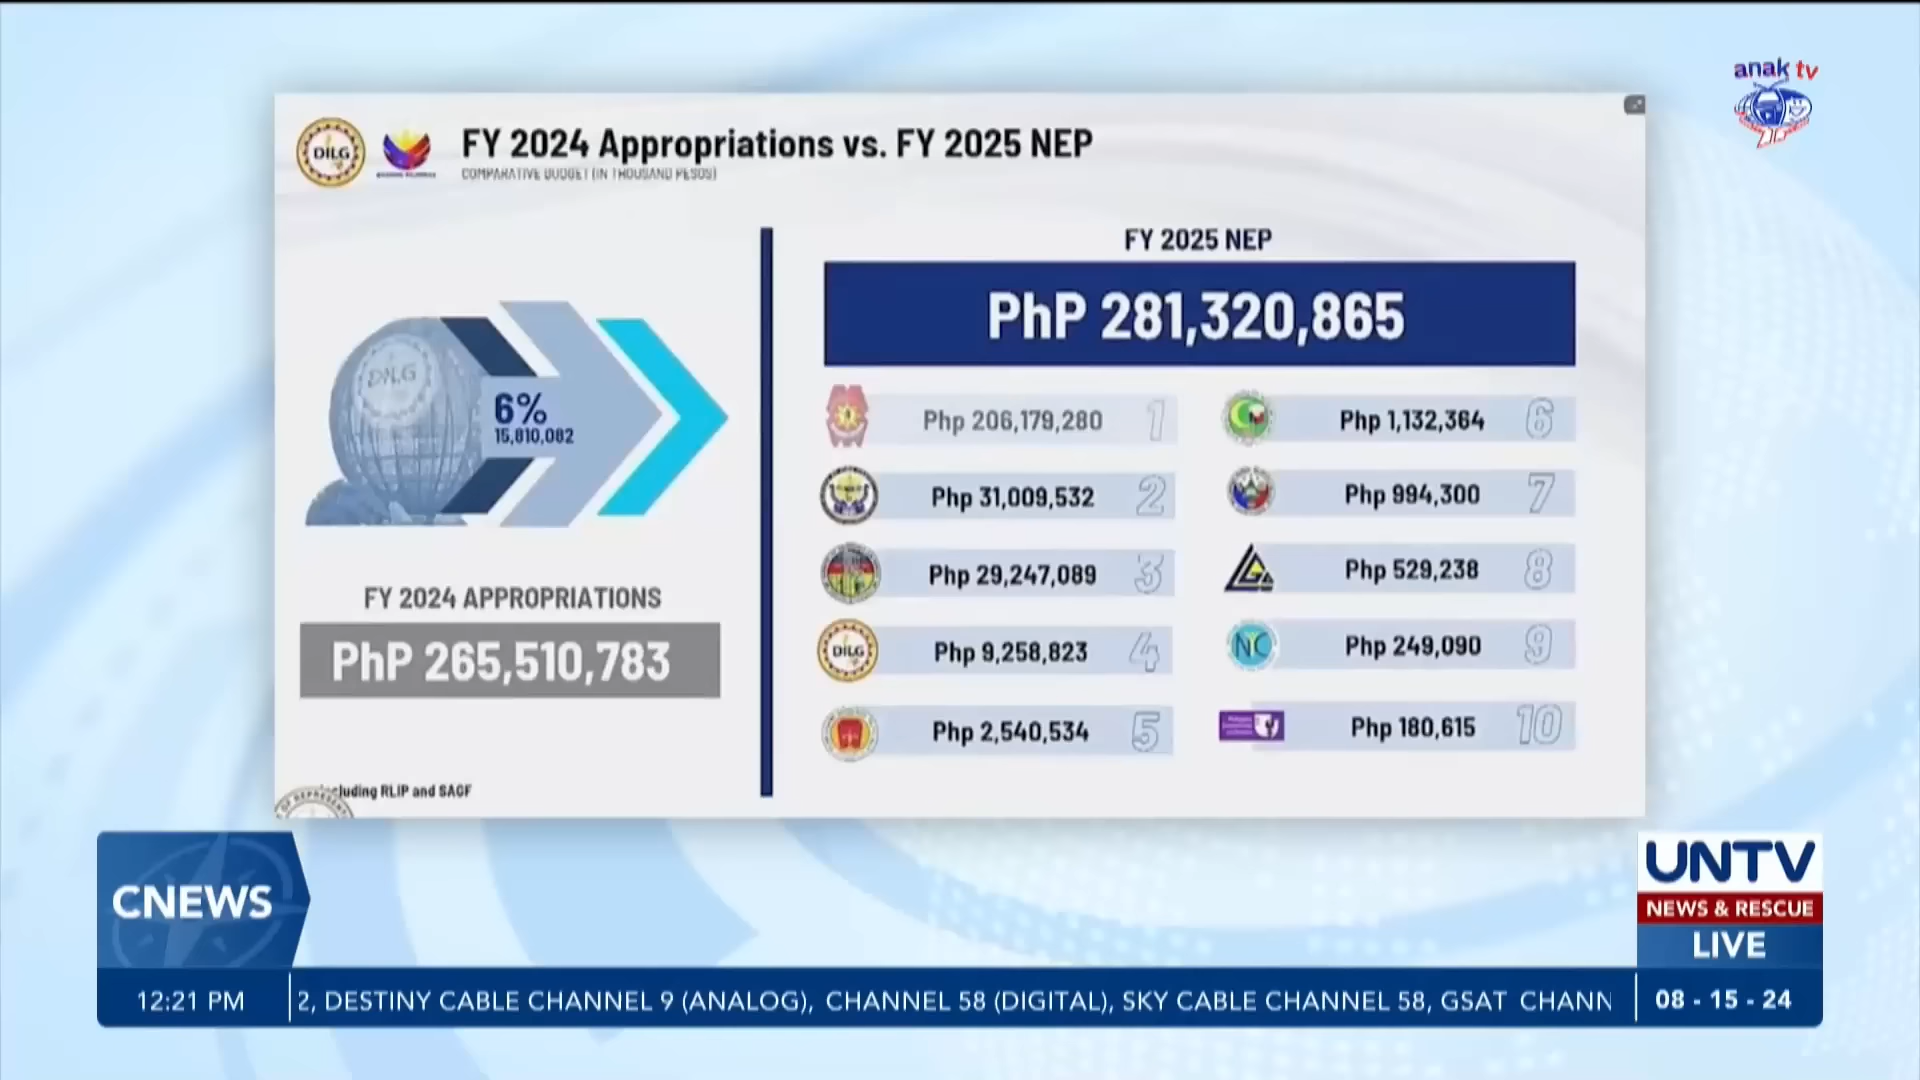 anak tv
DILG
FY 2024 Appropriations vs. FY 2025 NEP
COMPARATIVE BUDGET (IN THOUSAND PESOS)
DILG
6%
15,810,082
FY 2024 APPROPRIATIONS
PhP 265,510,783
cluding RLIP and SAGF
FY 2025 NEP
PhP 281,320,865
Php 206,179,280 1
Php 31,009,532 2
Php 29,247,089 3
DILG Php 9,258,823 4
Php 2,540,534 5
Php 1,132,364 6
Php 994,300 7
Php 529,238 8
NYC Php 249,090 9
Php 180,615 10
CNEWS
UNTV
NEWS & RESCUE
LIVE
12:21 PM
2, DESTINY CABLE CHANNEL 9 (ANALOG), CHANNEL 58 (DIGITAL), SKY CABLE CHANNEL 58, GSAT CHANN
08 - 15 - 24